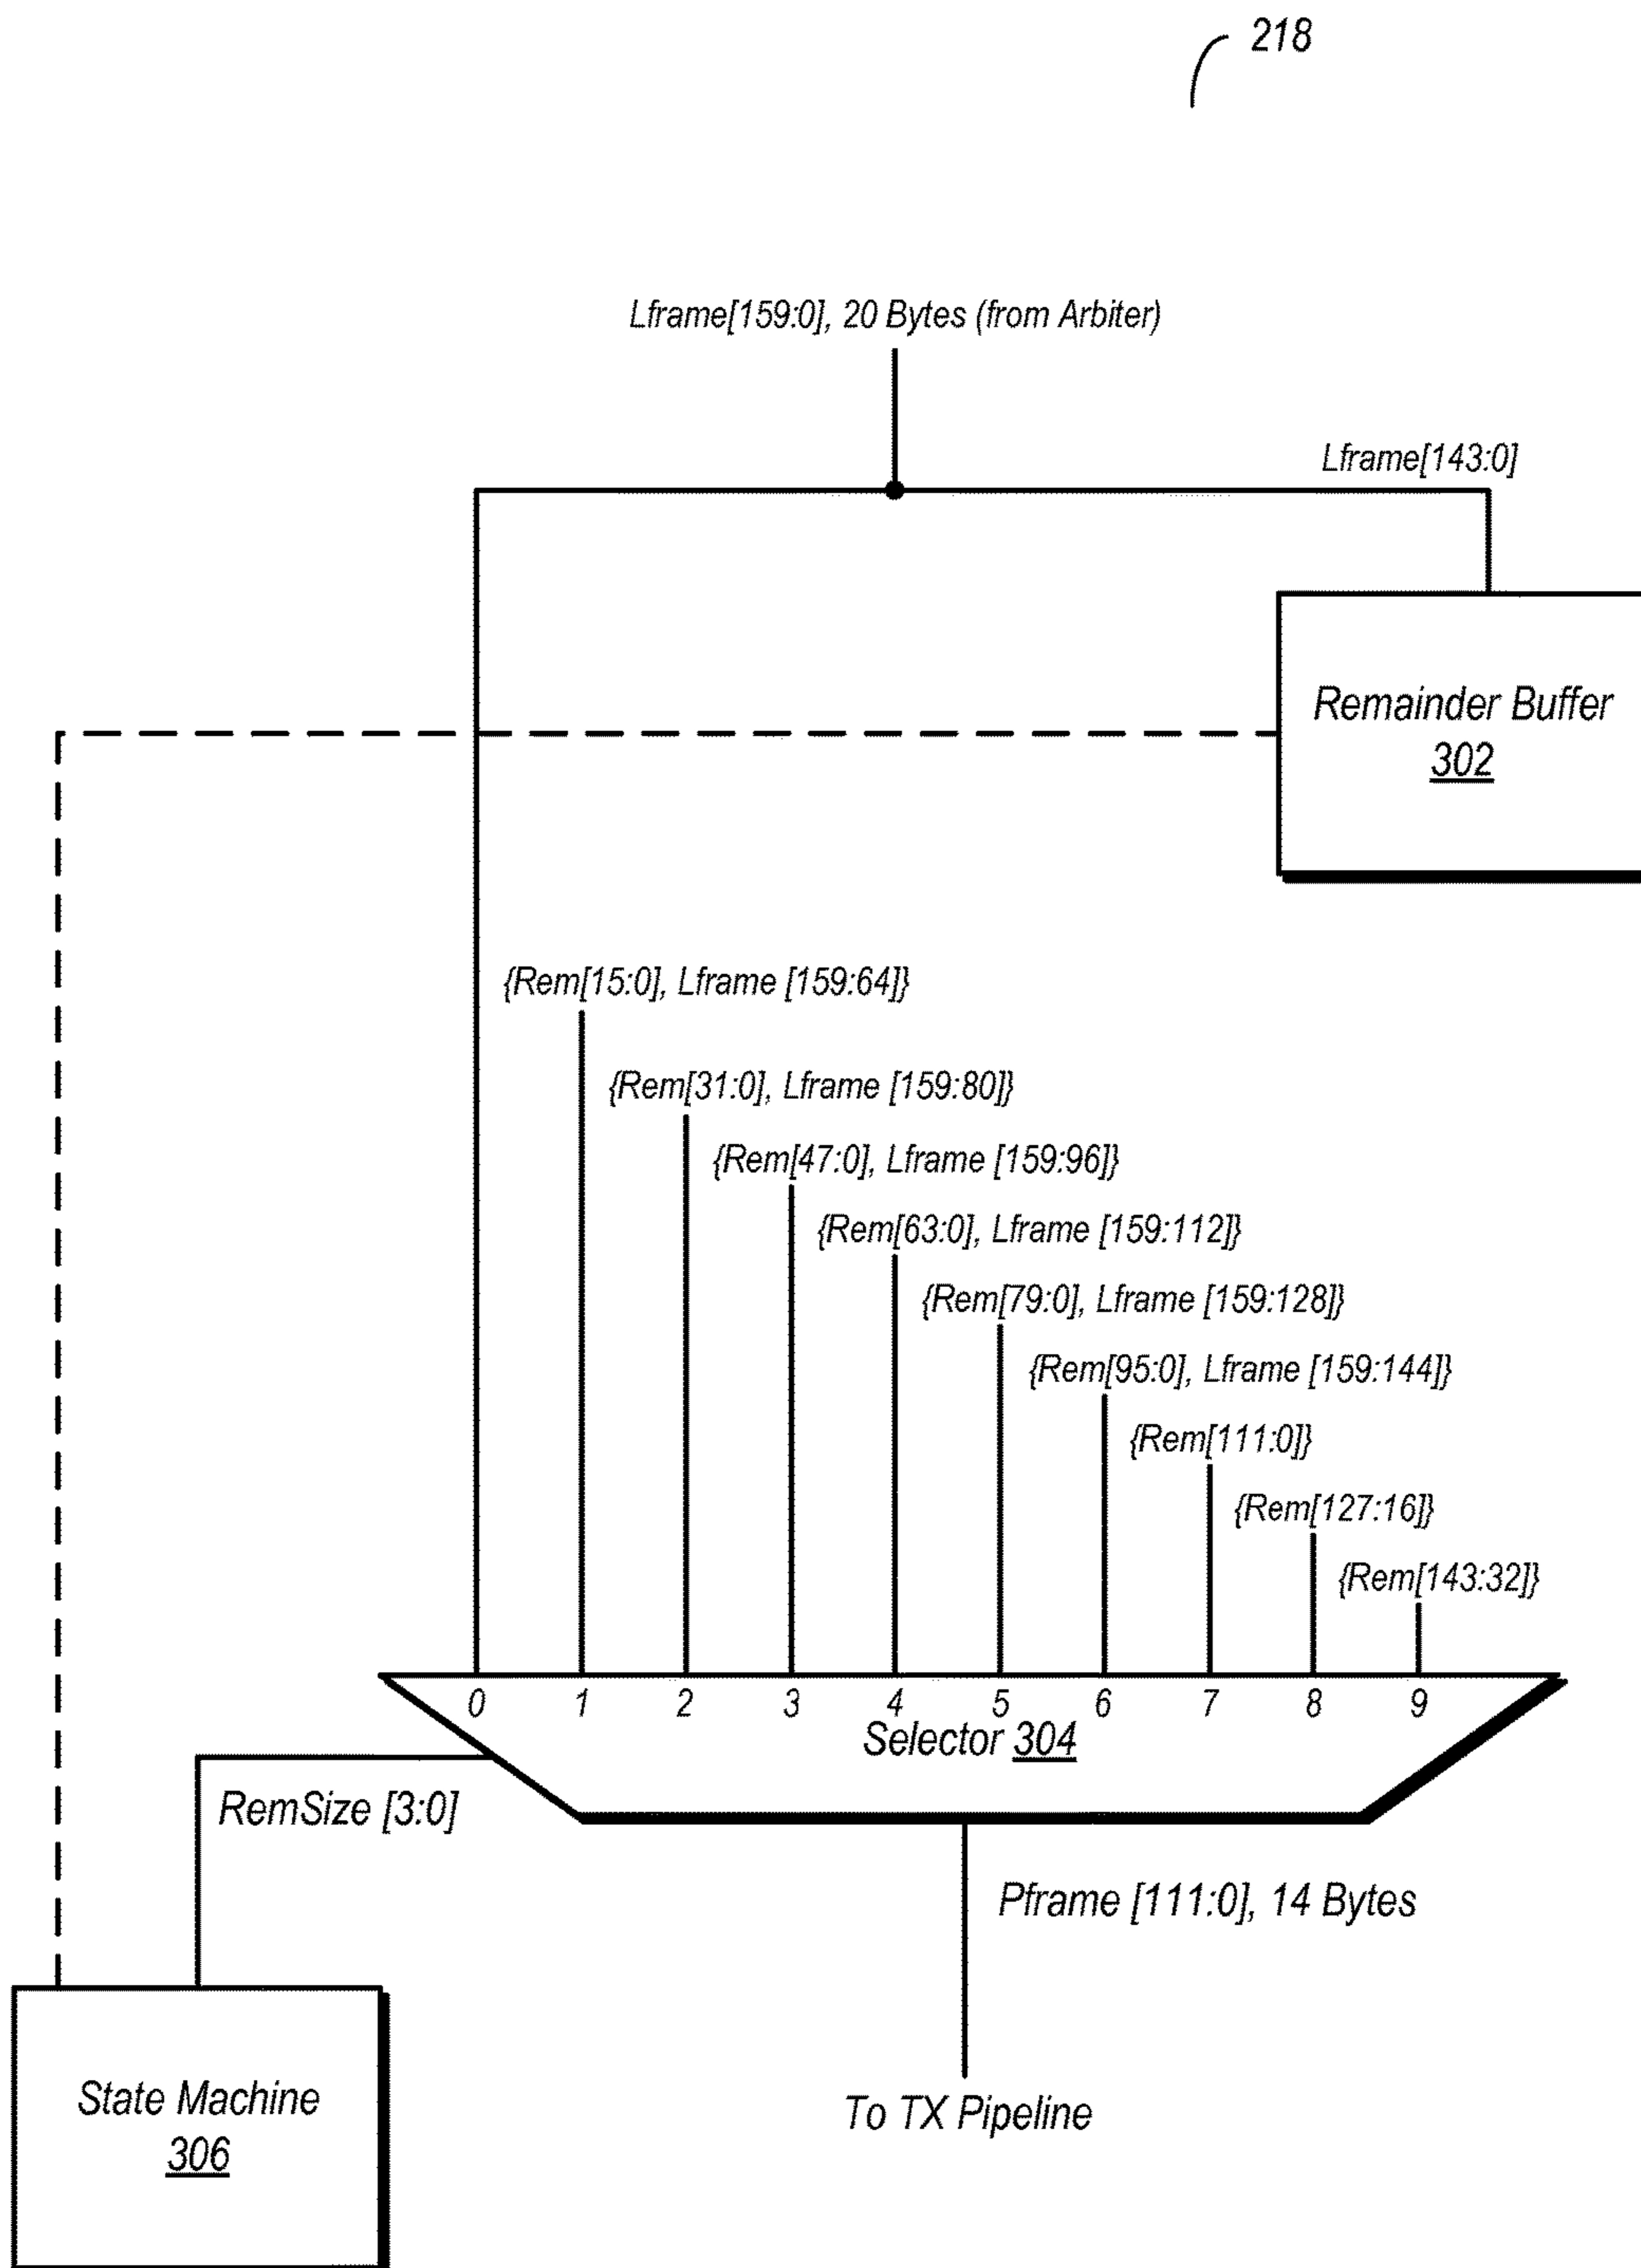 218
Lframe[159:0], 20 Bytes (from Arbiter)
Lframe[143:0]
Remainder Buffer
302
{Rem[15:0], Lframe [159:64]}
{Rem[31:0], Lframe [159:80]}
{Rem[47:0], Lframe [159:96]}
{Rem[63:0], Lframe [159:112]}
{Rem[79:0], Lframe [159:128]}
{Rem[95:0], Lframe [159:144]}
{Rem[111:0]}
{Rem[127:16]}
{Rem[143:32]}
0 1 2 3 4 5 6 7 8 9
Selector 304
RemSize [3:0]
Pframe [111:0], 14 Bytes
State Machine
306
To TX Pipeline